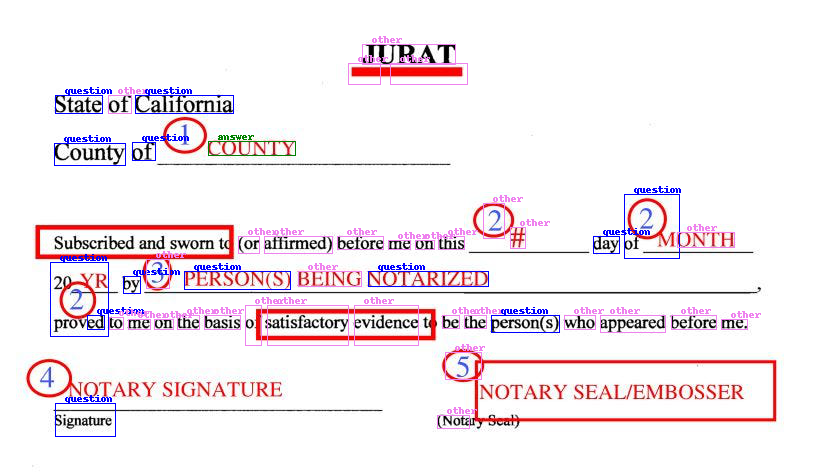 other
JURAT
other other
question other question
State of California
question answer
County of 1 COUNTY
question
other
other other other other other other other
Subscribed and sworn to (or affirmed) before me on this 2 # day of 2 MONTH
question other question other question
20 YR by 3 PERSON(S) BEING NOTARIZED,
2
other other other
question other other other other other other question other other other
proved to me on the basis of satisfactory evidence to be the person(s) who appeared before me.
other
4 NOTARY SIGNATURE 5 NOTARY SEAL/EMBOSSER
question other
Signature (Notary Seal)